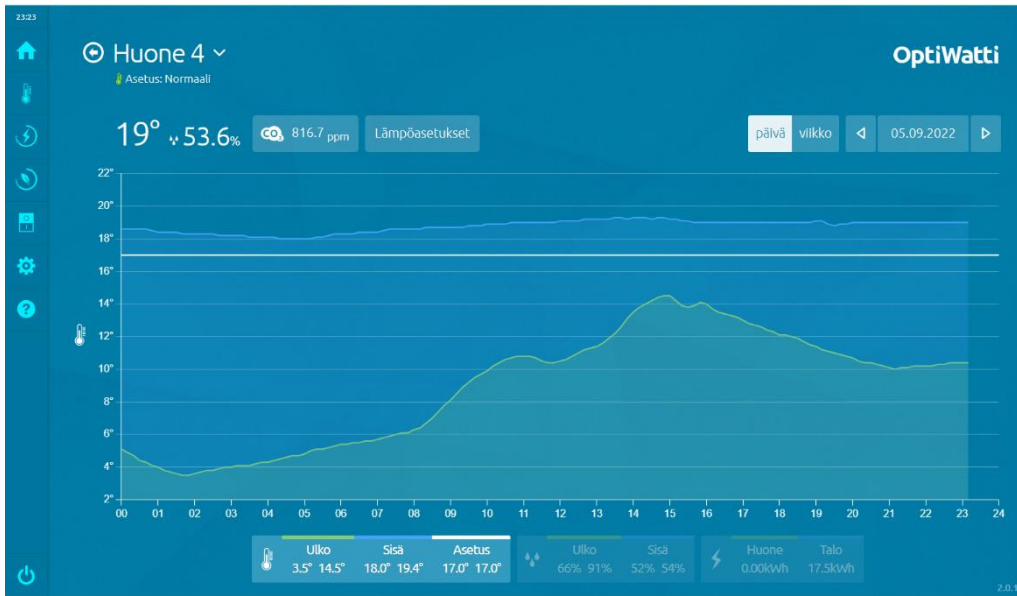 23:23
Huone 4
OptiWatti
Asetus: Normaali
19° 53.6%
CO₂ 816.7 ppm
Lämpöasetukset
päivä viikko
05.09.2022
22°
20°
18°
16°
14°
12°
10°
8°
6°
4°
2°
00 01 02 03 04 05 06 07 08 09 10 11 12 13 14 15 16 17 18 19 20 21 22 23 24
Ulko Sisä Asetus
3.5° 14.5° 18.0° 19.4° 17.0° 17.0°
Ulko Sisä
66% 91% 52% 54%
Huone Talo
0.00kWh 17.5kWh
?